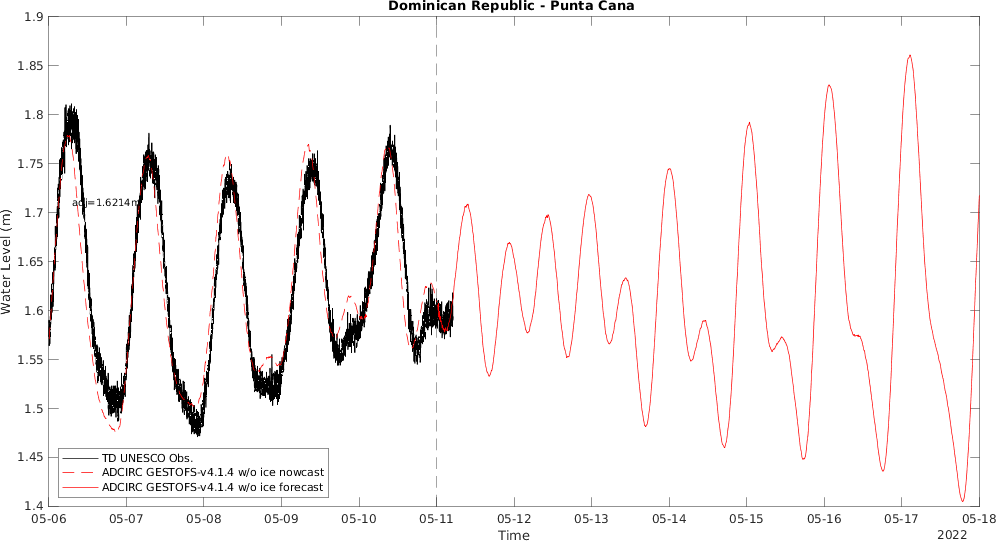 Dominican Republic - Punta Cana
1.9
1.85
1.8
1.75
1.7
1.65
1.6
1.55
1.5
1.45
1.4
Water Level (m)
adj=1.6214m
TD UNESCO Obs.
ADCIRC GESTOFS-v4.1.4 w/o ice nowcast
ADCIRC GESTOFS-v4.1.4 w/o ice forecast
05-06 05-07 05-08 05-09 05-10 05-11 05-12 05-13 05-14 05-15 05-16 05-17 05-18
Time
2022